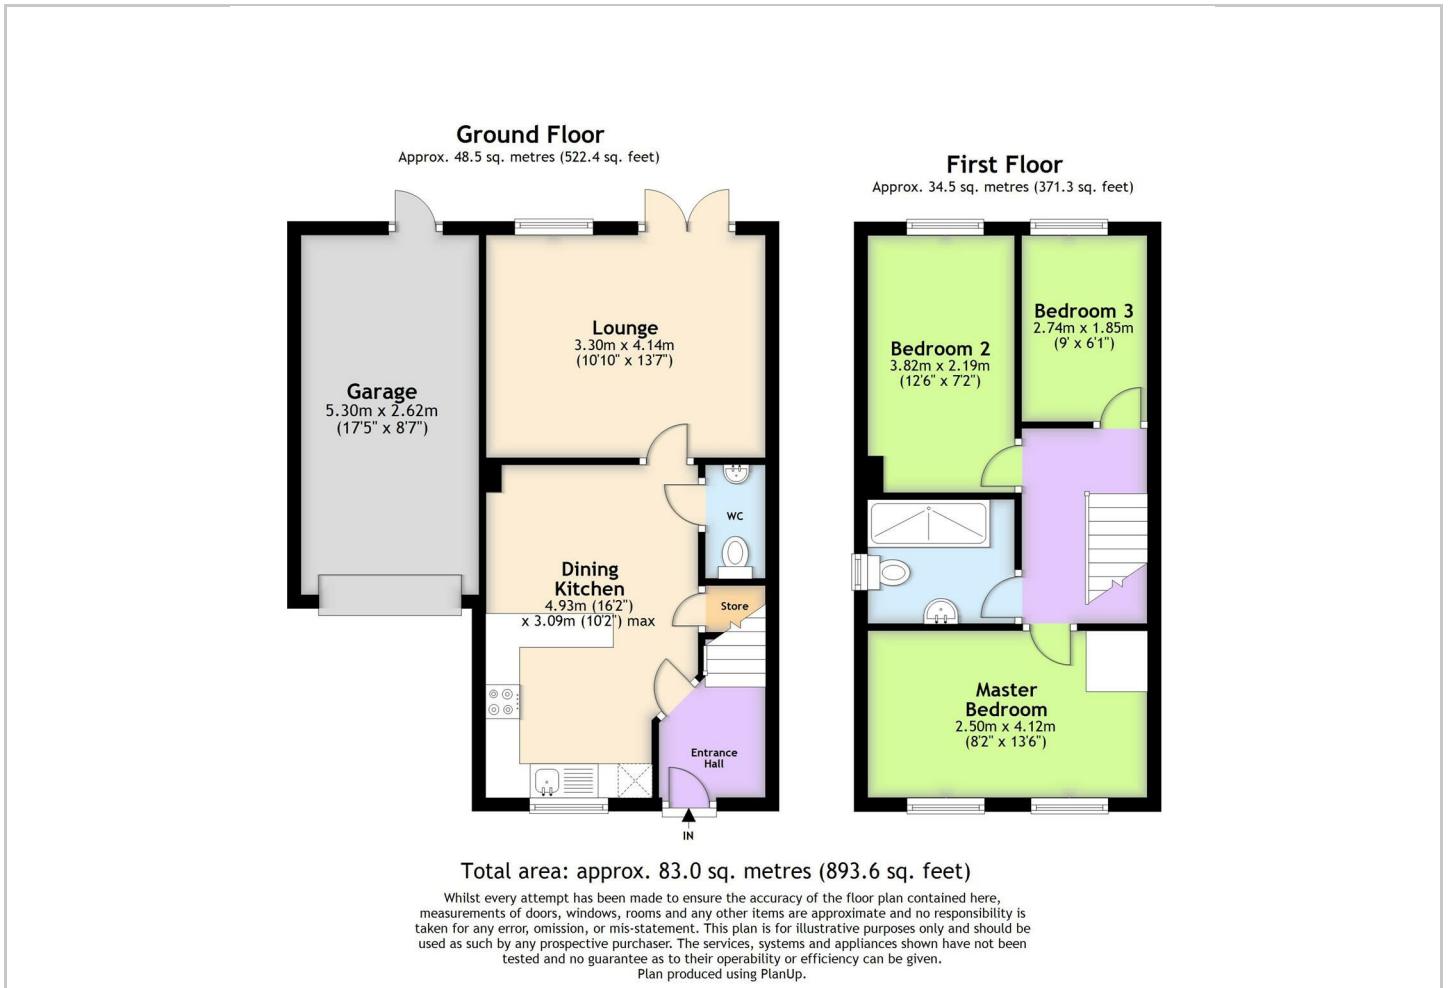 Ground Floor
Approx. 48.5 sq. metres (522.4 sq. feet)
First Floor
Approx. 34.5 sq. metres (371.3 sq. feet)
Garage
5.30m x 2.62m
(17'5" x 8'7")
Lounge
3.30m x 4.14m
(10'10" x 13'7")
WC
Dining
Kitchen
4.93m (16'2")
x 3.09m (10'2") max
Store
Entrance
Hall
IN
Bedroom 2
3.82m x 2.19m
(12'6" x 7'2")
Bedroom 3
2.74m x 1.85m
(9' x 6'1")
Master
Bedroom
2.50m x 4.12m
(8'2" x 13'6")
Total area: approx. 83.0 sq. metres (893.6 sq. feet)
Whilst every attempt has been made to ensure the accuracy of the floor plan contained here,
measurements of doors, windows, rooms and any other items are approximate and no responsibility is
taken for any error, omission, or mis-statement. This plan is for illustrative purposes only and should be
used as such by any prospective purchaser. The services, systems and appliances shown have not been
tested and no guarantee as to their operability or efficiency can be given.
Plan produced using PlanUp.